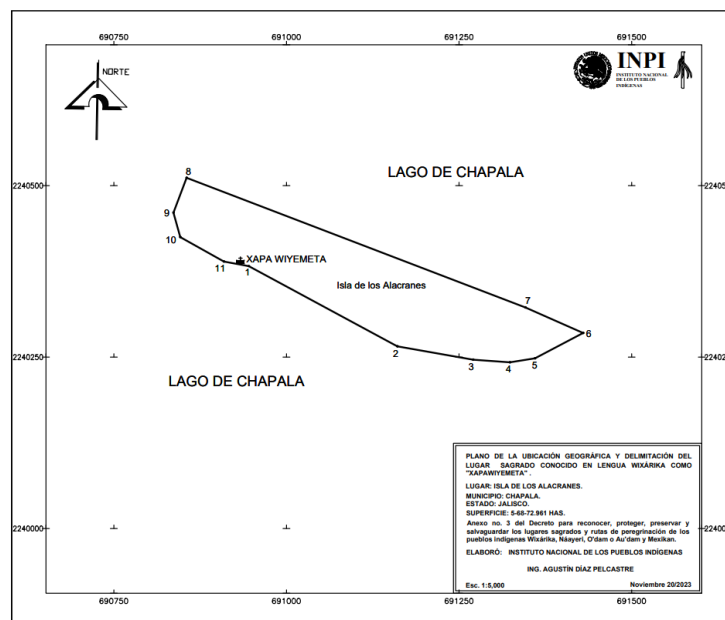 690750 691000 691250 691500
NORTE
INPI
INSTITUTO NACIONAL
DE LOS PUEBLOS
INDÍGENAS
LAGO DE CHAPALA
8
2240500
9
10
XAPA WIYEMETA
11
1
Isla de los Alacranes
7
6
2
3
4
5
2240250
LAGO DE CHAPALA
PLANO DE LA UBICACIÓN GEOGRÁFICA Y DELIMITACIÓN DEL
LUGAR SAGRADO CONOCIDO EN LENGUA WIXÁRIKA COMO
"XAPAWIYEMETA" .
LUGAR: ISLA DE LOS ALACRANES.
MUNICIPIO: CHAPALA.
ESTADO: JALISCO.
SUPERFICIE: 5-68-72.961 HAS.
Anexo no. 3 del Decreto para reconocer, proteger, preservar y
salvaguardar los lugares sagrados y rutas de peregrinación de los
pueblos indígenas Wixárika, Náayeri, O'dam o Au'dam y Mexikan.
ELABORÓ: INSTITUTO NACIONAL DE LOS PUEBLOS INDÍGENAS
ING. AGUSTÍN DÍAZ PELCASTRE
Esc. 1:5,000 Noviembre 20/2023
2240000
690750 691000 691250 691500